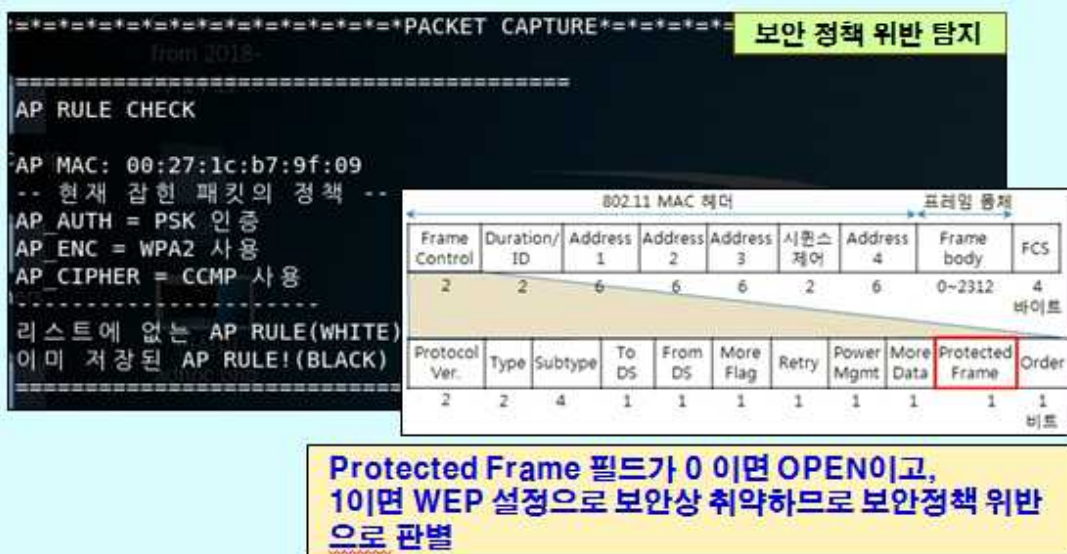 :=*=*=*=*=*=*=*=*=*=*=*=*=*=*PACKET CAPTURE*=*=*=*=*=
보안 정책 위반 탐지
from 2018-
========================================
AP RULE CHECK
AP MAC: 00:27:1c:b7:9f:09
-- 현재 잡힌 패킷의 정책 --
AP_AUTH = PSK 인증
AP_ENC = WPA2 사용
AP_CIPHER = CCMP 사용
----------------------
리스트에 없는 AP RULE(WHITE)
이미 저장된 AP RULE!(BLACK)
============================
802.11 MAC 헤더 프레임 몸체
Frame Control Duration/ ID Address 1 Address 2 Address 3 시퀀스 제어 Address 4 Frame body FCS
2 2 6 6 6 2 6 0~2312 4
바이트
Protocol Ver. Type Subtype To DS From DS More Flag Retry Power Mgmt More Data Protected Frame Order
2 2 4 1 1 1 1 1 1 1 1
비트
Protected Frame 필드가 0 이면 OPEN이고,
1이면 WEP 설정으로 보안상 취약하므로 보안정책 위반
으로 판별